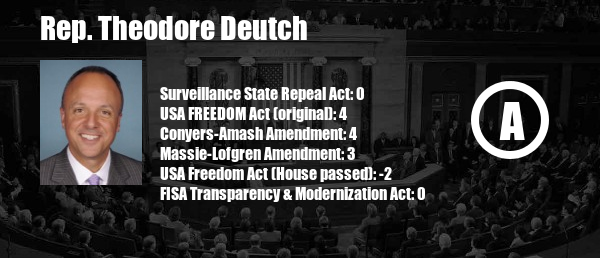 Rep. Theodore Deutch
Surveillance State Repeal Act: 0
USA FREEDOM Act (original): 4
Conyers-Amash Amendment: 4
Massie-Lofgren Amendment: 3
USA Freedom Act (House passed): -2
FISA Transparency & Modernization Act: 0
A